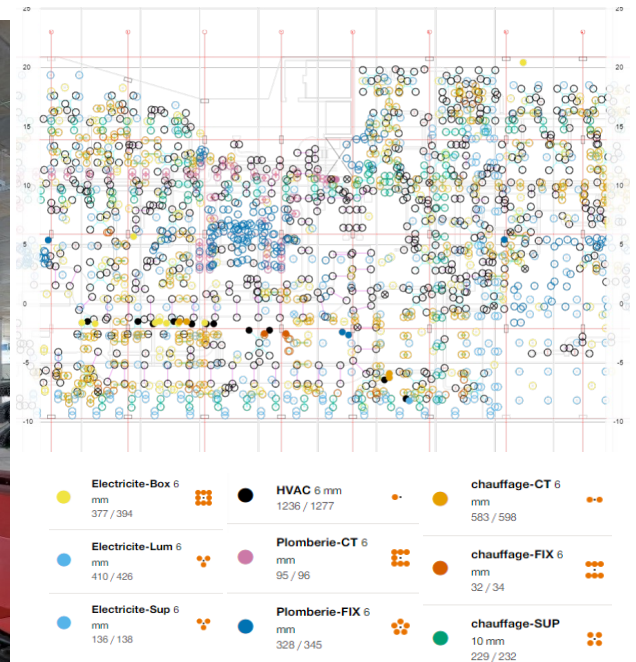 25
25
20
20
15
15
10
10
5
5
0
0
-5
-5
-10
-10
Electricite-Box 6
mm
377 / 394
HVAC 6 mm
1236 / 1277
chauffage-CT 6
mm
583 / 598
Electricite-Lum 6
mm
410 / 426
Plomberie-CT 6
mm
95 / 96
chauffage-FIX 6
mm
32 / 34
Electricite-Sup 6
mm
136 / 138
Plomberie-FIX 6
mm
328 / 345
chauffage-SUP
10 mm
229 / 232